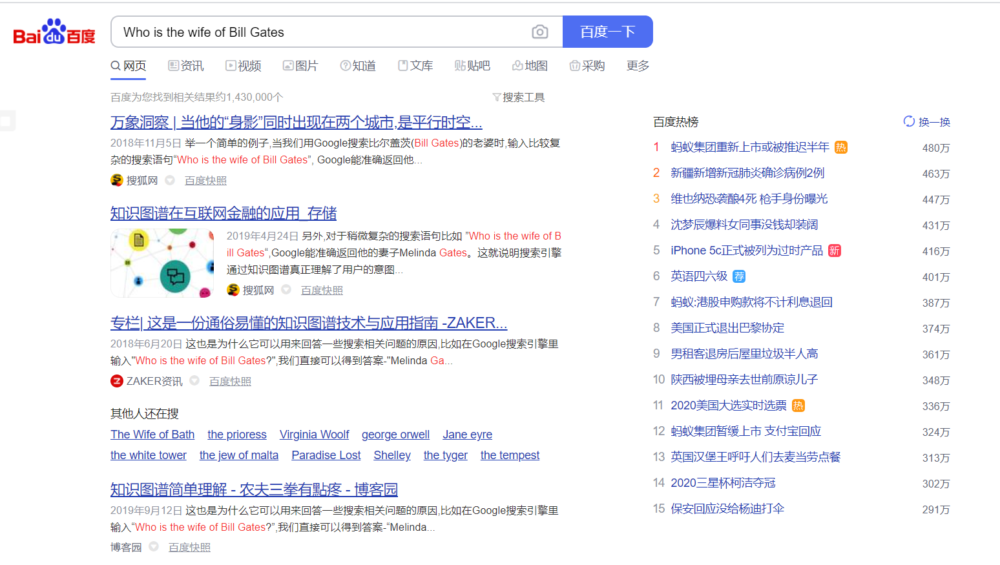 Bai du 百度
Who is the wife of Bill Gates
百度一下
网页 资讯 视频 图片 知道 文库 贴吧 地图 采购 更多
百度为您找到相关结果约1,430,000个
搜索工具
万象洞察 | 当他的“身影”同时出现在两个城市,是平行时空...
2018年11月5日 举一个简单的例子,当我们用Google搜索比尔盖茨(Bill Gates)的老婆时,输入比较复
杂的搜索语句“Who is the wife of Bill Gates”, Google能准确返回他...
搜狐网 百度快照
知识图谱在互联网金融的应用_存储
2019年4月24日 另外,对于稍微复杂的搜索语句比如 ”Who is the wife of B
ill Gates“,Google能准确返回他的妻子Melinda Gates。这就说明搜索引擎
通过知识图谱真正理解了用户的意图...
搜狐网 百度快照
专栏| 这是一份通俗易懂的知识图谱技术与应用指南 -ZAKER...
2018年6月20日 这也是为什么它可以用来回答一些搜索相关问题的原因,比如在Google搜索引擎里
输入"Who is the wife of Bill Gates?",我们直接可以得到答案-"Melinda Ga...
ZAKER资讯 百度快照
其他人还在搜
The Wife of Bath the prioress Virginia Woolf george orwell Jane eyre
the white tower the jew of malta Paradise Lost Shelley the tyger the tempest
知识图谱简单理解 - 农夫三拳有點疼 - 博客园
2019年9月12日 这也是为什么它可以用来回答一些搜索相关问题的原因,比如在Google搜索引擎里
输入“Who is the wife of Bill Gates?”,我们直接可以得到答案-“Melinda...
博客园 百度快照
百度热榜 换一换
1 蚂蚁集团重新上市或被推迟半年 热 480万
2 新疆新增新冠肺炎确诊病例2例 463万
3 维也纳恐袭酿4死 枪手身份曝光 447万
4 沈梦辰爆料女同事没钱却装阔 431万
5 iPhone 5c正式被列为过时产品 新 416万
6 英语四六级 荐 401万
7 蚂蚁:港股申购款将不计利息退回 387万
8 美国正式退出巴黎协定 374万
9 男租客退房后屋里垃圾半人高 361万
10 陕西被埋母亲去世前原谅儿子 348万
11 2020美国大选实时选票 热 336万
12 蚂蚁集团暂缓上市 支付宝回应 324万
13 英国汉堡王呼吁人们去麦当劳点餐 313万
14 2020三星杯柯洁夺冠 302万
15 保安回应没给杨迪打伞 291万